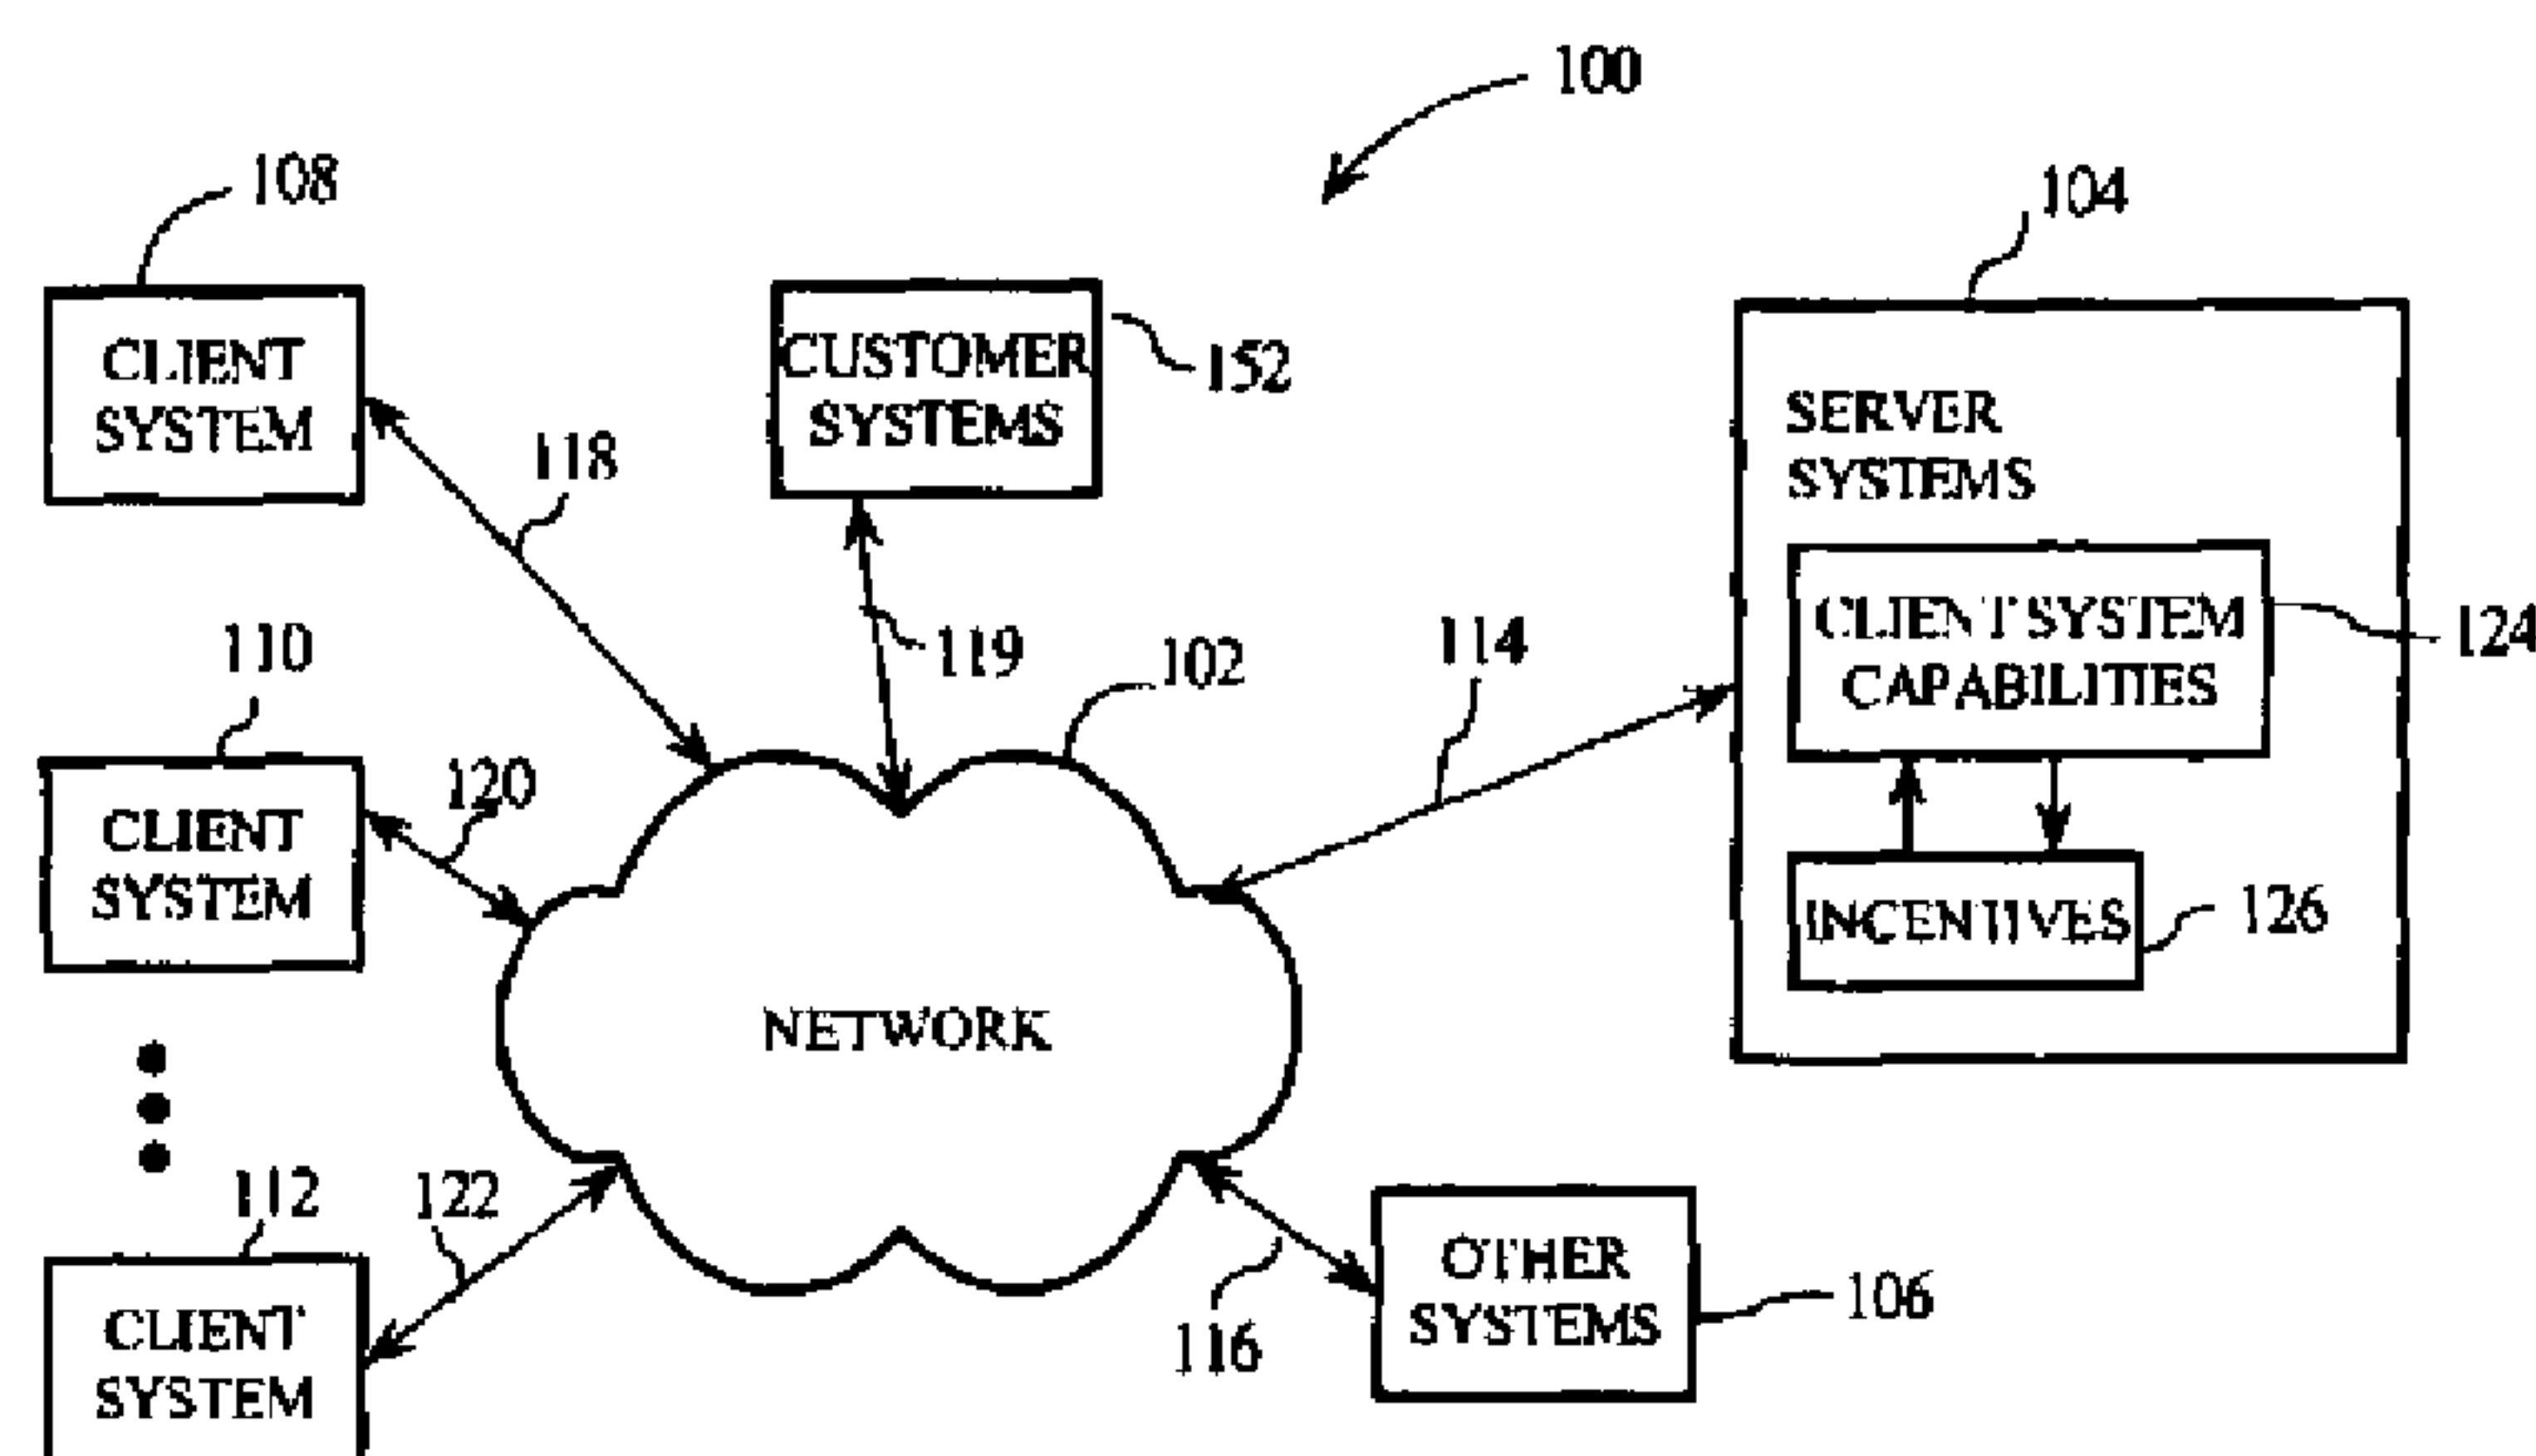 100
108
104
CLIENT
SYSTEM
CUSTOMER
SYSTEMS
152
118
SERVER
SYSTEMS
110
119
102
114
CLIENT SYSTEM
CAPABILITIES
124
120
CLIENT
SYSTEM
INCENTIVES
126
NETWORK
112
122
CLIENT
SYSTEM
116
OTHER
SYSTEMS
106